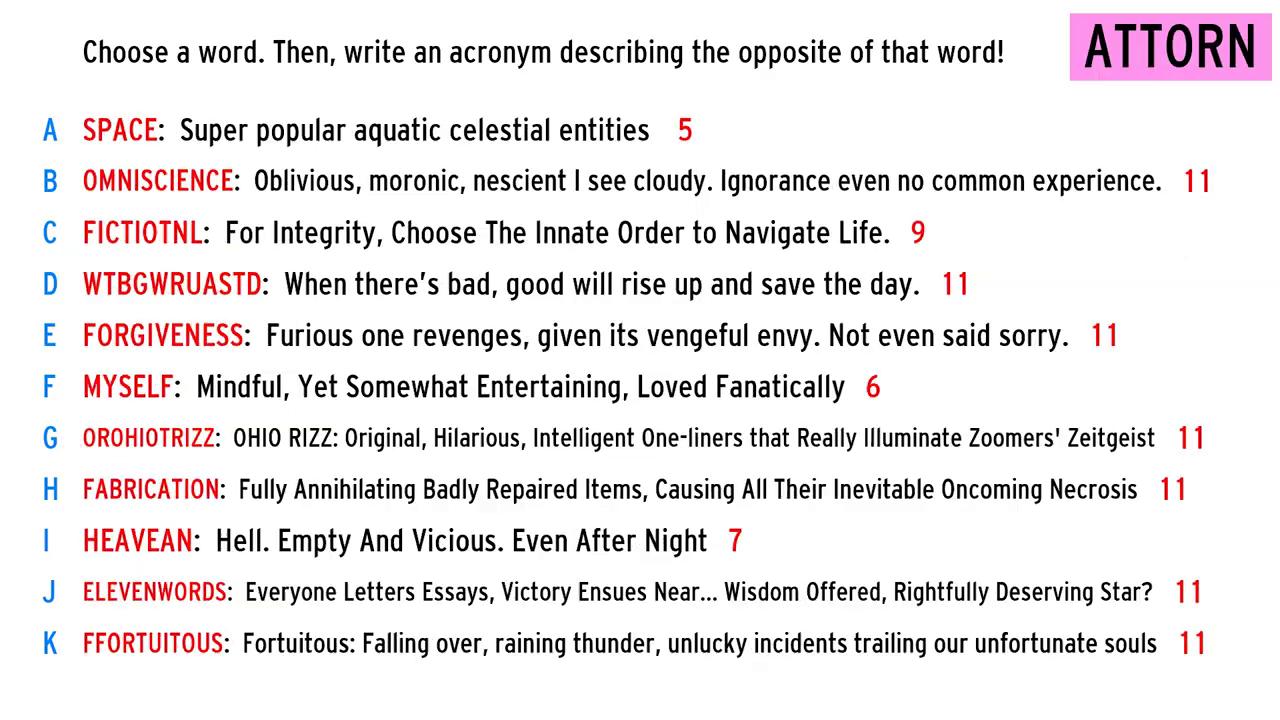 Choose a word. Then, write an acronym describing the opposite of that word!
ATTORN
A SPACE: Super popular aquatic celestial entities 5
B OMNISCIENCE: Oblivious, moronic, nescient I see cloudy. Ignorance even no common experience. 11
C FICTIOTNL: For Integrity, Choose The Innate Order to Navigate Life. 9
D WTBGWRUASTD: When there's bad, good will rise up and save the day. 11
E FORGIVENESS: Furious one revenges, given its vengeful envy. Not even said sorry. 11
F MYSELF: Mindful, Yet Somewhat Entertaining, Loved Fanatically 6
G OROHIOTRIZZ: OHIO RIZZ: Original, Hilarious, Intelligent One-liners that Really Illuminate Zoomers' Zeitgeist 11
H FABRICATION: Fully Annihilating Badly Repaired Items, Causing All Their Inevitable Oncoming Necrosis 11
I HEAVEAN: Hell. Empty And Vicious. Even After Night 7
J ELEVENWORDS: Everyone Letters Essays, Victory Ensues Near... Wisdom Offered, Rightfully Deserving Star? 11
K FFORTUITOUS: Fortuitous: Falling over, raining thunder, unlucky incidents trailing our unfortunate souls 11